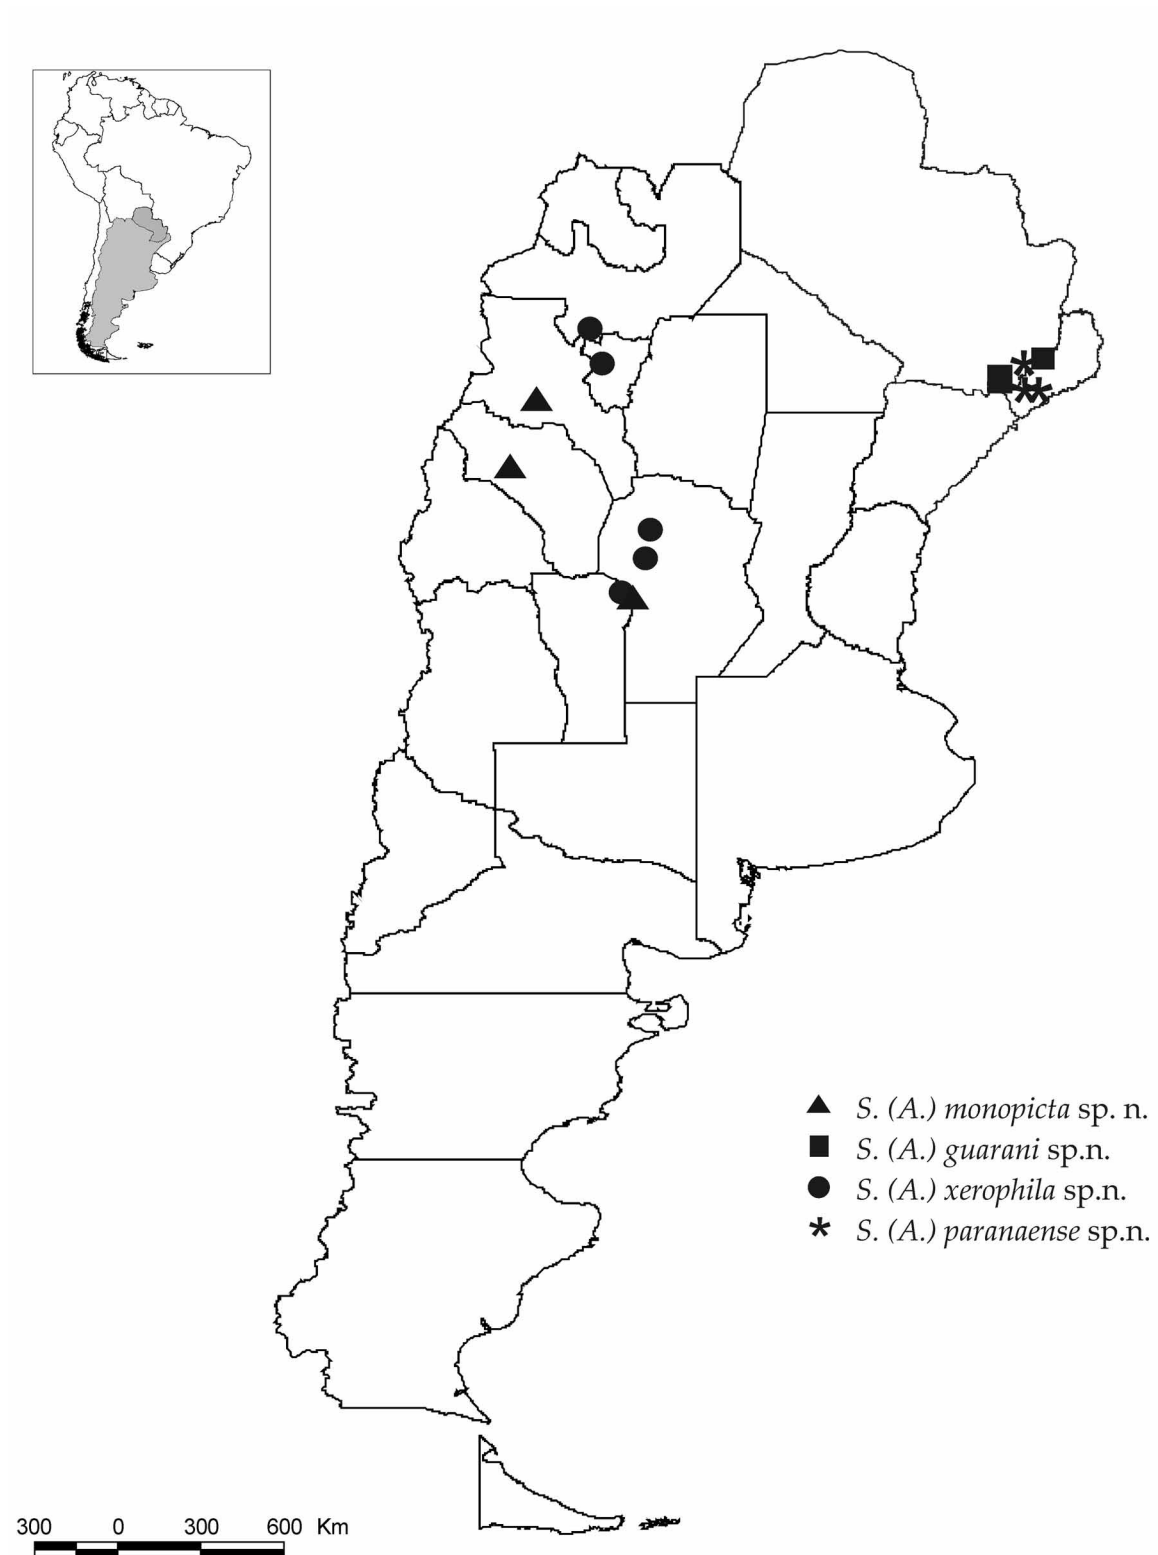 S. (A.) monopicta sp. n.
S. (A.) guarani sp.n.
S. (A.) xerophila sp.n.
S. (A.) paranaense sp.n.
300 0 300 600 Km